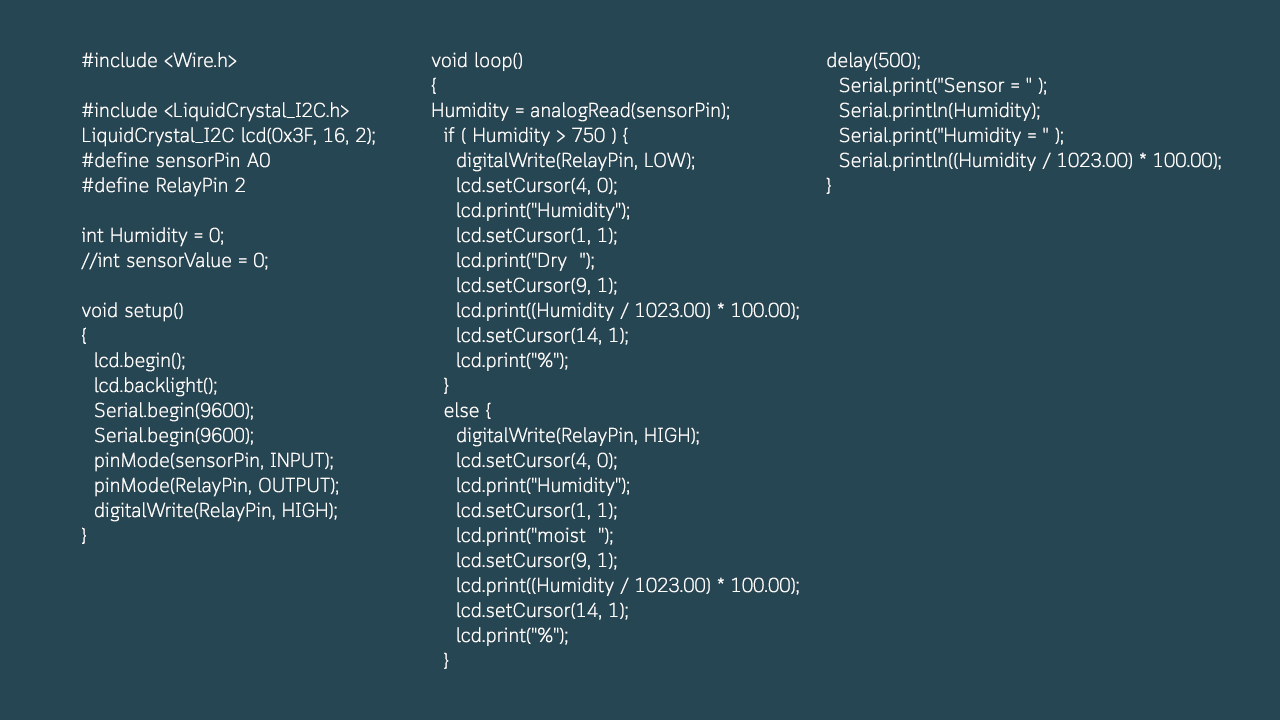 #include <Wire.h>
#include <LiquidCrystal_I2C.h>
LiquidCrystal_I2C lcd(0x3F, 16, 2);
#define sensorPin A0
#define RelayPin 2
int Humidity = 0;
//int sensorValue = 0;
void setup()
{
lcd.begin();
lcd.backlight();
Serial.begin(9600);
Serial.begin(9600);
pinMode(sensorPin, INPUT);
pinMode(RelayPin, OUTPUT);
digitalWrite(RelayPin, HIGH);
}
void loop()
{
Humidity = analogRead(sensorPin);
if ( Humidity > 750 ) {
digitalWrite(RelayPin, LOW);
lcd.setCursor(4, 0);
lcd.print("Humidity");
lcd.setCursor(1, 1);
lcd.print("Dry  ");
lcd.setCursor(9, 1);
lcd.print((Humidity / 1023.00) * 100.00);
lcd.setCursor(14, 1);
lcd.print("%");
}
else {
digitalWrite(RelayPin, HIGH);
lcd.setCursor(4, 0);
lcd.print("Humidity");
lcd.setCursor(1, 1);
lcd.print("moist  ");
lcd.setCursor(9, 1);
lcd.print((Humidity / 1023.00) * 100.00);
lcd.setCursor(14, 1);
lcd.print("%");
}
delay(500);
Serial.print("Sensor = " );
Serial.println(Humidity);
Serial.print("Humidity = " );
Serial.println((Humidity / 1023.00) * 100.00);
}